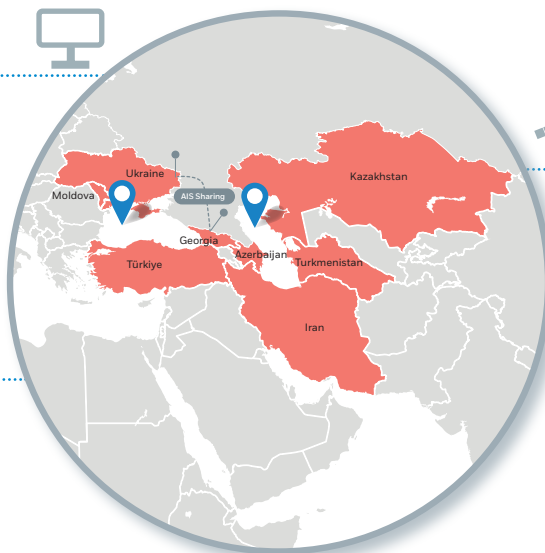 Kazakhstan
Ukraine
Moldova
AIS Sharing
Georgia
Azerbaijan
Türkiye
Turkmenistan
Iran